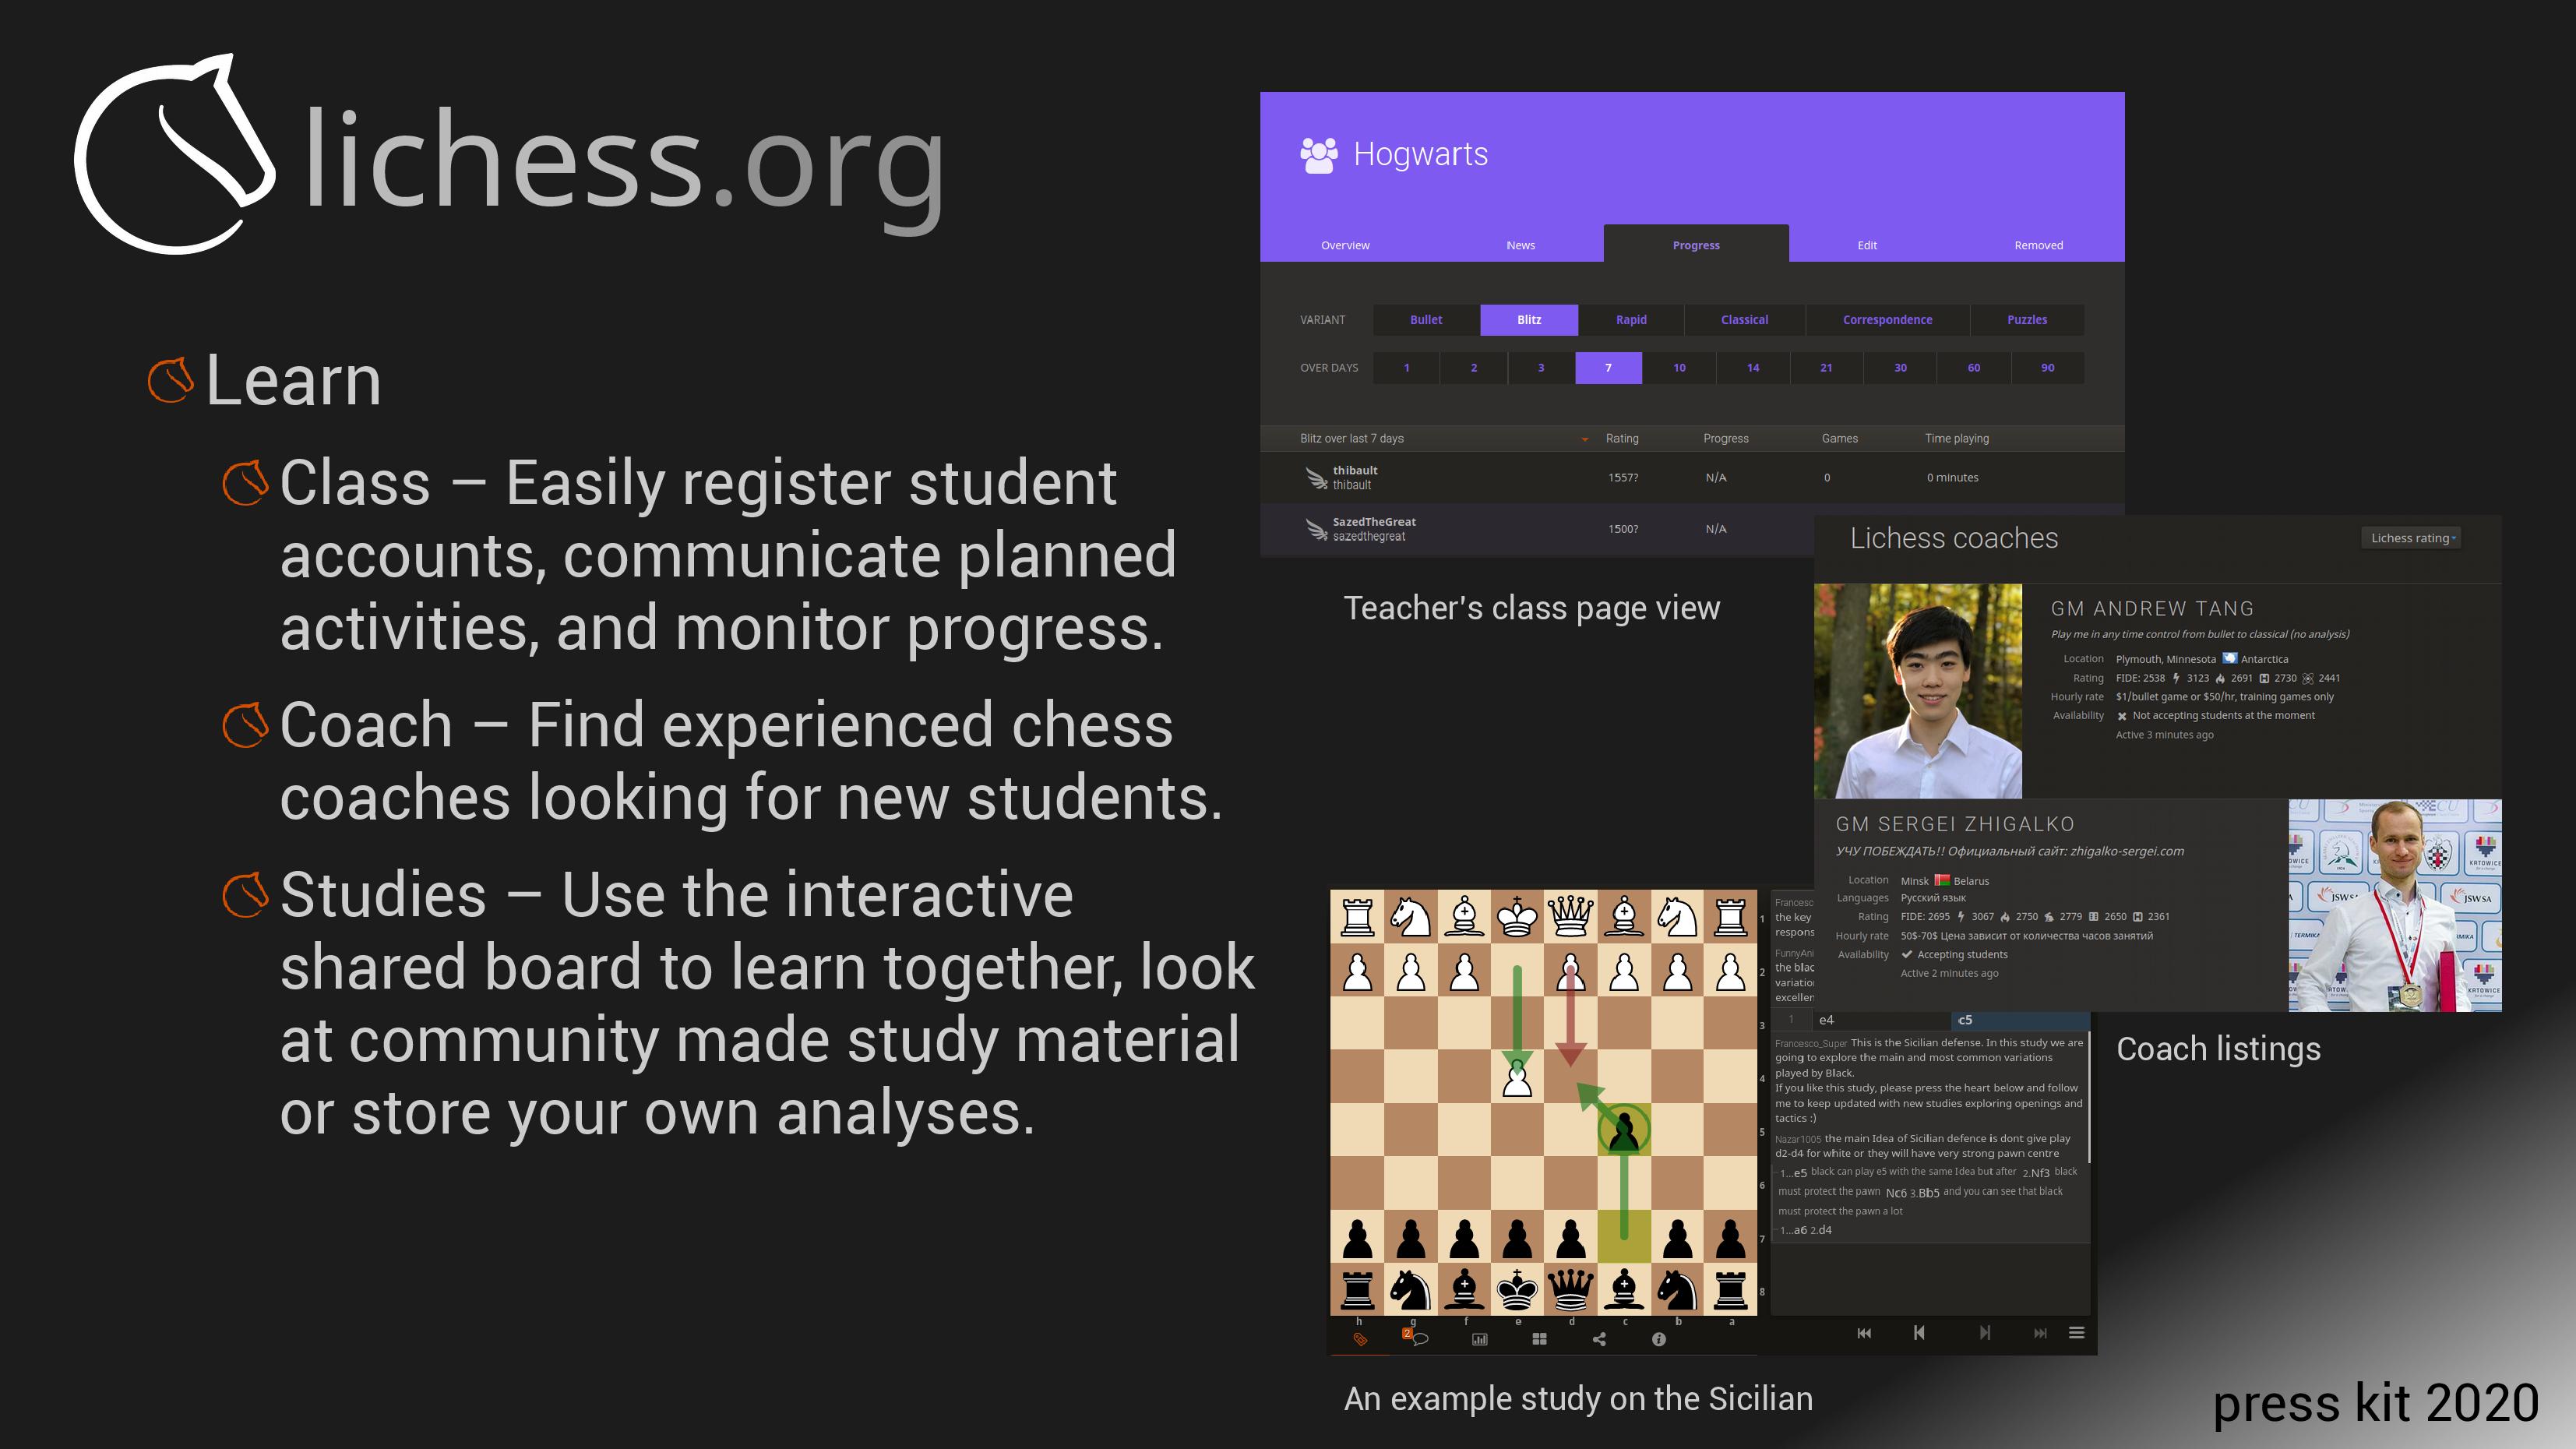 lichess.org
Learn
Class – Easily register student
accounts, communicate planned
activities, and monitor progress.
Coach – Find experienced chess
coaches looking for new students.
Studies – Use the interactive
shared board to learn together, look
at community made study material
or store your own analyses.
Hogwarts
Overview News Progress Edit Removed
VARIANT Bullet Blitz Rapid Classical Correspondence Puzzles
OVER DAYS 1 2 3 7 10 14 21 30 60 90
Blitz over last 7 days Rating Progress Games Time playing
thibault
thibault 1557? N/A 0 0 minutes
SazedTheGreat
sazedthegreat 1500? N/A
Teacher's class page view
Lichess coaches Lichess rating
GM ANDREW TANG
Play me in any time control from bullet to classical (no analysis)
Location Plymouth, Minnesota Antarctica
Rating FIDE: 2538 3123 2691 2730 2441
Hourly rate $1/bullet game or $50/hr, training games only
Availability Not accepting students at the moment
Active 3 minutes ago
GM SERGEI ZHIGALKO
УЧУ ПОБЕЖДАТЬ!! Официальный сайт: zhigalko-sergei.com
Location Minsk Belarus
Languages Русский язык
Rating FIDE: 2695 3067 2750 2779 2650 2361
Hourly rate 50$-70$ Цена зависит от количества часов занятий
Availability Accepting students
Active 2 minutes ago
KATOWICE
JSW SA
JSW SA
TERMIKA
KATOWICE
Coach listings
the key
the blac
1 e4 c5
Francesco_Super This is the Sicilian defense. In this study we are
going to explore the main and most common variations
played by Black.
If you like this study, please press the heart below and follow
me to keep updated with new studies exploring openings and
tactics :)
Nazar1005 the main Idea of Sicilian defence is dont give play
d2-d4 for white or they will have very strong pawn centre
1...e5 black can play e5 with the same Idea but after 2.Nf3 black
must protect the pawn Nc6 3.Bb5 and you can see that black
must protect the pawn a lot
1...a6 2.d4
1
2
3
4
5
6
7
8
h g f e d c b a
2
An example study on the Sicilian
press kit 2020